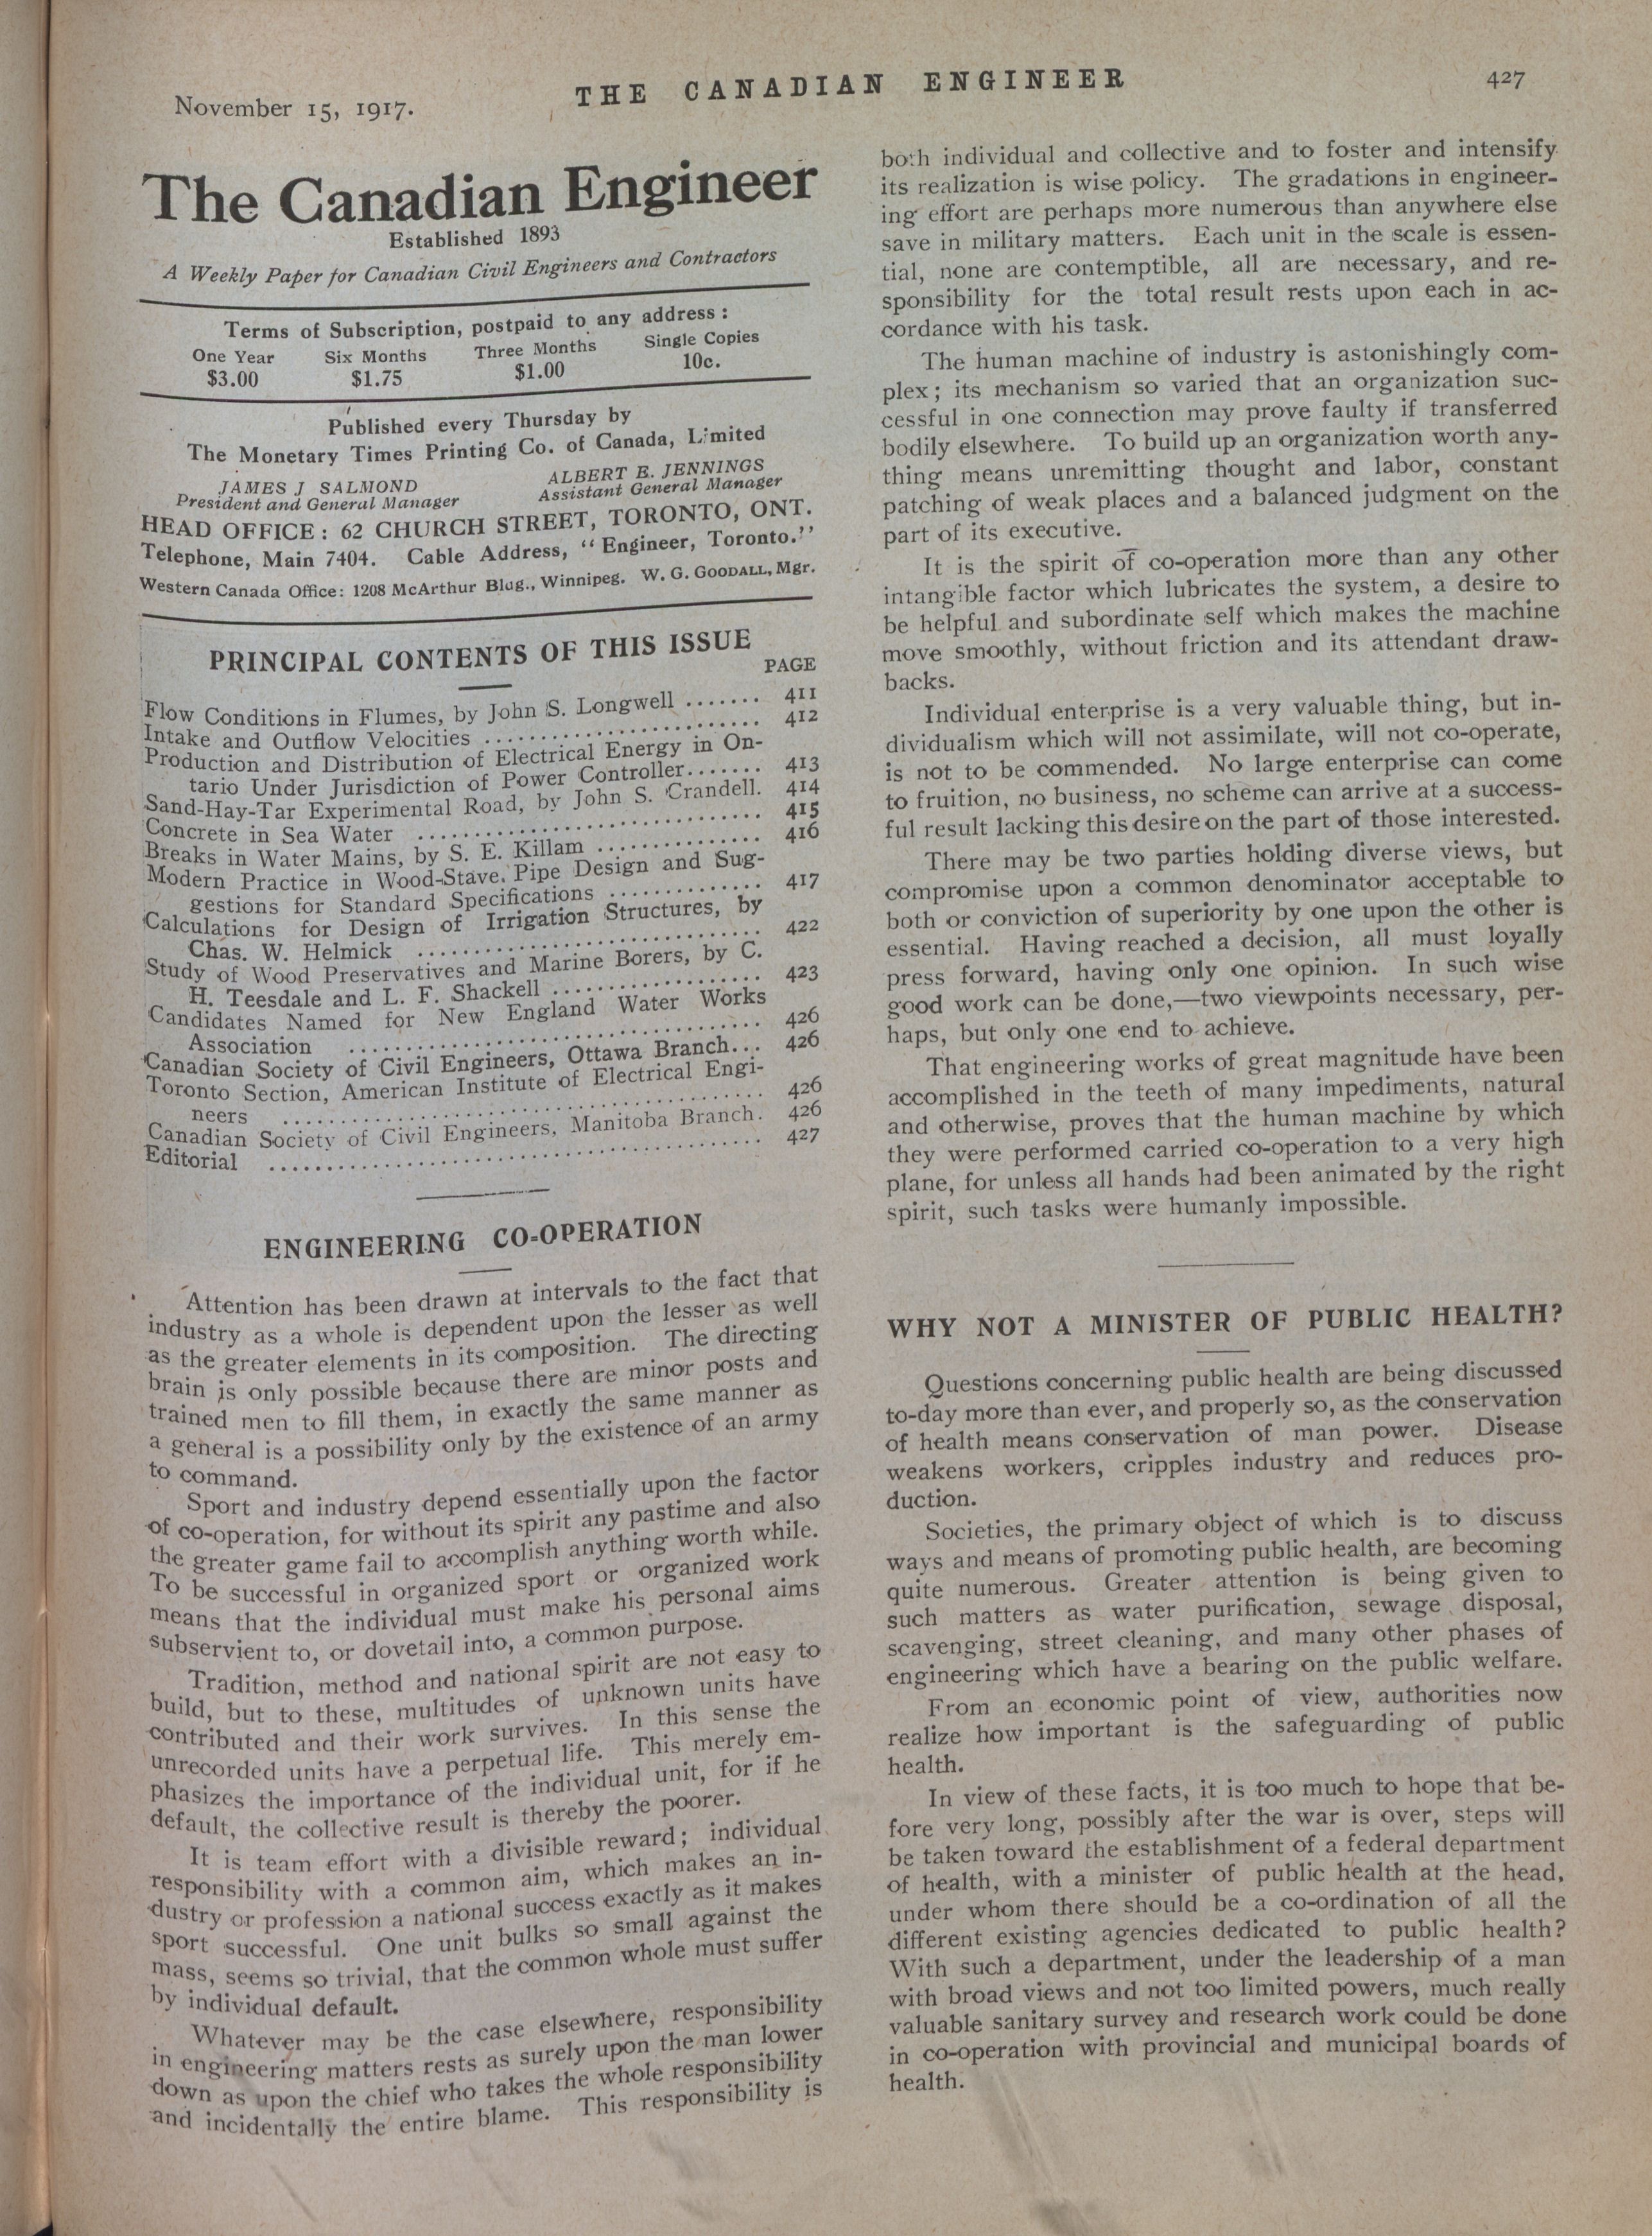 November 15, 1917.
THE CANADIAN ENGINEER
427
The Canadian Engineer
Established 1893
A Weekly Paper for Canadian Civil Engineers and Contractors
Terms of Subscription, postpaid to any address:
One Year Six Months Three Months Single Copies
$3.00 $1.75 $1.00 10c.
Published every Thursday by
The Monetary Times Printing Co. of Canada, Limited
JAMES J SALMOND ALBERT E. JENNINGS
President and General Manager Assistant General Manager
HEAD OFFICE: 62 CHURCH STREET, TORONTO, ONT.
Telephone, Main 7404. Cable Address, "Engineer, Toronto."
Western Canada Office: 1208 McArthur Bldg., Winnipeg. W. G. GOODALL, Mgr.
PRINCIPAL CONTENTS OF THIS ISSUE
PAGE
Flow Conditions in Flumes, by John S. Longwell ....... 411
Intake and Outflow Velocities ........................ 412
Production and Distribution of Electrical Energy in On-
tario Under Jurisdiction of Power Controller....... 413
Sand-Hay-Tar Experimental Road, by John S. Crandell. 414
Concrete in Sea Water .............................. 415
Breaks in Water Mains, by S. E. Killam ............... 416
Modern Practice in Wood-Stave Pipe Design and Sug-
gestions for Standard Specifications .............. 417
Calculations for Design of Irrigation Structures, by
Chas. W. Helmick .............................. 422
Study of Wood Preservatives and Marine Borers, by C.
H. Teesdale and L. F. Shackell ................... 423
Candidates Named for New England Water Works
Association .................................... 426
Canadian Society of Civil Engineers, Ottawa Branch... 426
Toronto Section, American Institute of Electrical Engi-
neers .......................................... 426
Canadian Society of Civil Engineers, Manitoba Branch. 426
Editorial ........................................... 427
ENGINEERING CO-OPERATION
Attention has been drawn at intervals to the fact that
industry as a whole is dependent upon the lesser as well
as the greater elements in its composition. The directing
brain is only possible because there are minor posts and
trained men to fill them, in exactly the same manner as
a general is a possibility only by the existence of an army
to command.
Sport and industry depend essentially upon the factor
of co-operation, for without its spirit any pastime and also
the greater game fail to accomplish anything worth while.
To be successful in organized sport or organized work
means that the individual must make his personal aims
subservient to, or dovetail into, a common purpose.
Tradition, method and national spirit are not easy to
build, but to these, multitudes of unknown units have
contributed and their work survives. In this sense the
unrecorded units have a perpetual life. This merely em-
phasizes the importance of the individual unit, for if he
default, the collective result is thereby the poorer.
It is team effort with a divisible reward; individual
responsibility with a common aim, which makes an in-
dustry or profession a national success exactly as it makes
sport successful. One unit bulks so small against the
mass, seems so trivial, that the common whole must suffer
by individual default.
Whatever may be the case elsewhere, responsibility
in engineering matters rests as surely upon the man lower
down as upon the chief who takes the whole responsibility
and incidentally the entire blame. This responsibility is
both individual and collective and to foster and intensify
its realization is wise policy. The gradations in engineer-
ing effort are perhaps more numerous than anywhere else
save in military matters. Each unit in the scale is essen-
tial, none are contemptible, all are necessary, and re-
sponsibility for the total result rests upon each in ac-
cordance with his task.
The human machine of industry is astonishingly com-
plex; its mechanism so varied that an organization suc-
cessful in one connection may prove faulty if transferred
bodily elsewhere. To build up an organization worth any-
thing means unremitting thought and labor, constant
patching of weak places and a balanced judgment on the
part of its executive.
It is the spirit of co-operation more than any other
intangible factor which lubricates the system, a desire to
be helpful and subordinate self which makes the machine
move smoothly, without friction and its attendant draw-
backs.
Individual enterprise is a very valuable thing, but in-
dividualism which will not assimilate, will not co-operate,
is not to be commended. No large enterprise can come
to fruition, no business, no scheme can arrive at a success-
ful result lacking this desire on the part of those interested.
There may be two parties holding diverse views, but
compromise upon a common denominator acceptable to
both or conviction of superiority by one upon the other is
essential. Having reached a decision, all must loyally
press forward, having only one opinion. In such wise
good work can be done,—two viewpoints necessary, per-
haps, but only one end to achieve.
That engineering works of great magnitude have been
accomplished in the teeth of many impediments, natural
and otherwise, proves that the human machine by which
they were performed carried co-operation to a very high
plane, for unless all hands had been animated by the right
spirit, such tasks were humanly impossible.
WHY NOT A MINISTER OF PUBLIC HEALTH?
Questions concerning public health are being discussed
to-day more than ever, and properly so, as the conservation
of health means conservation of man power. Disease
weakens workers, cripples industry and reduces pro-
duction.
Societies, the primary object of which is to discuss
ways and means of promoting public health, are becoming
quite numerous. Greater attention is being given to
such matters as water purification, sewage disposal,
scavenging, street cleaning, and many other phases of
engineering which have a bearing on the public welfare.
From an economic point of view, authorities now
realize how important is the safeguarding of public
health.
In view of these facts, it is too much to hope that be-
fore very long, possibly after the war is over, steps will
be taken toward the establishment of a federal department
of health, with a minister of public health at the head,
under whom there should be a co-ordination of all the
different existing agencies dedicated to public health?
With such a department, under the leadership of a man
with broad views and not too limited powers, much really
valuable sanitary survey and research work could be done
in co-operation with provincial and municipal boards of
health.